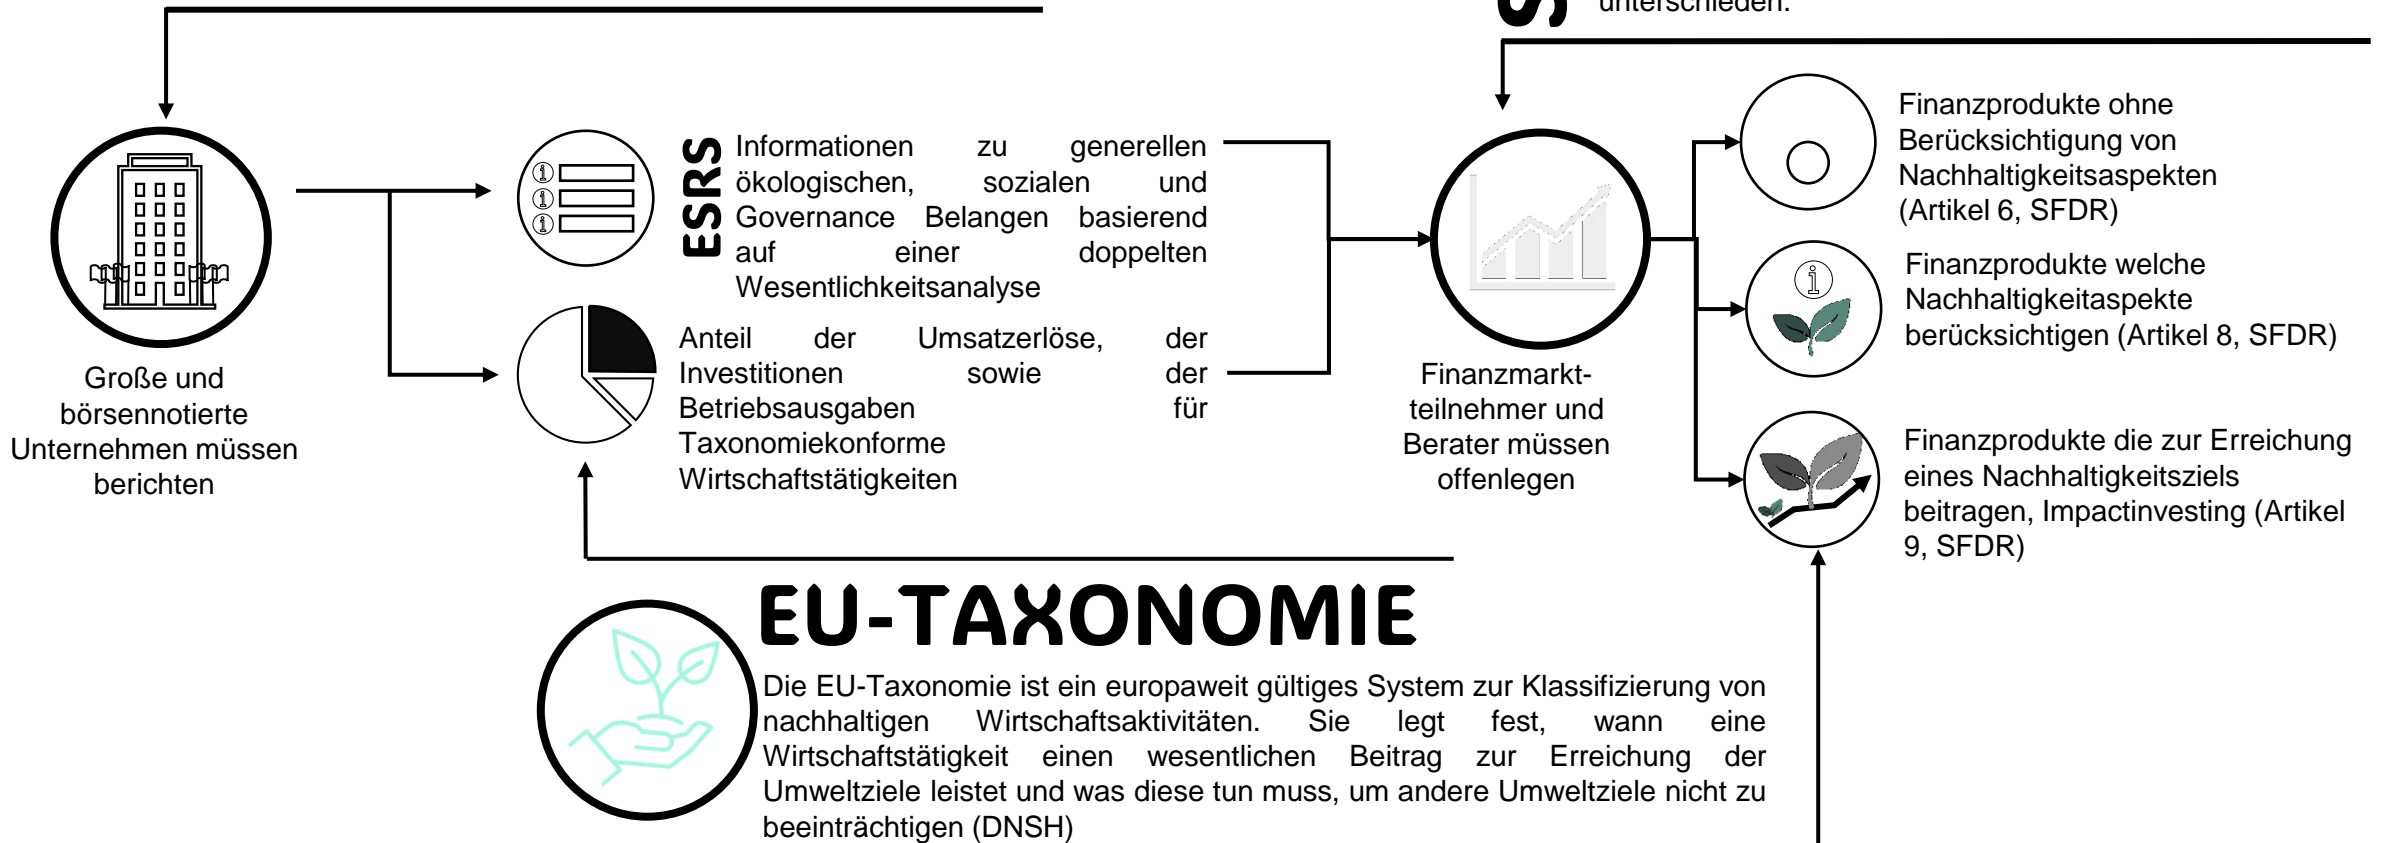 unterschieden.
Große und
börsennotierte
Unternehmen müssen
berichten
ESRS
Informationen zu generellen
ökologischen, sozialen und
Governance Belangen basierend
auf einer doppelten
Wesentlichkeitsanalyse
Anteil der Umsatzerlöse, der
Investitionen sowie der
Betriebsausgaben für
Taxonomiekonforme
Wirtschaftstätigkeiten
Finanzmarkt-
teilnehmer und
Berater müssen
offenlegen
Finanzprodukte ohne
Berücksichtigung von
Nachhaltigkeitsaspekten
(Artikel 6, SFDR)
Finanzprodukte welche
Nachhaltigkeitaspekte
berücksichtigen (Artikel 8, SFDR)
Finanzprodukte die zur Erreichung
eines Nachhaltigkeitsziels
beitragen, Impactinvesting (Artikel
9, SFDR)
EU-TAXONOMIE
Die EU-Taxonomie ist ein europaweit gültiges System zur Klassifizierung von
nachhaltigen Wirtschaftsaktivitäten. Sie legt fest, wann eine
Wirtschaftstätigkeit einen wesentlichen Beitrag zur Erreichung der
Umweltziele leistet und was diese tun muss, um andere Umweltziele nicht zu
beeinträchtigen (DNSH)